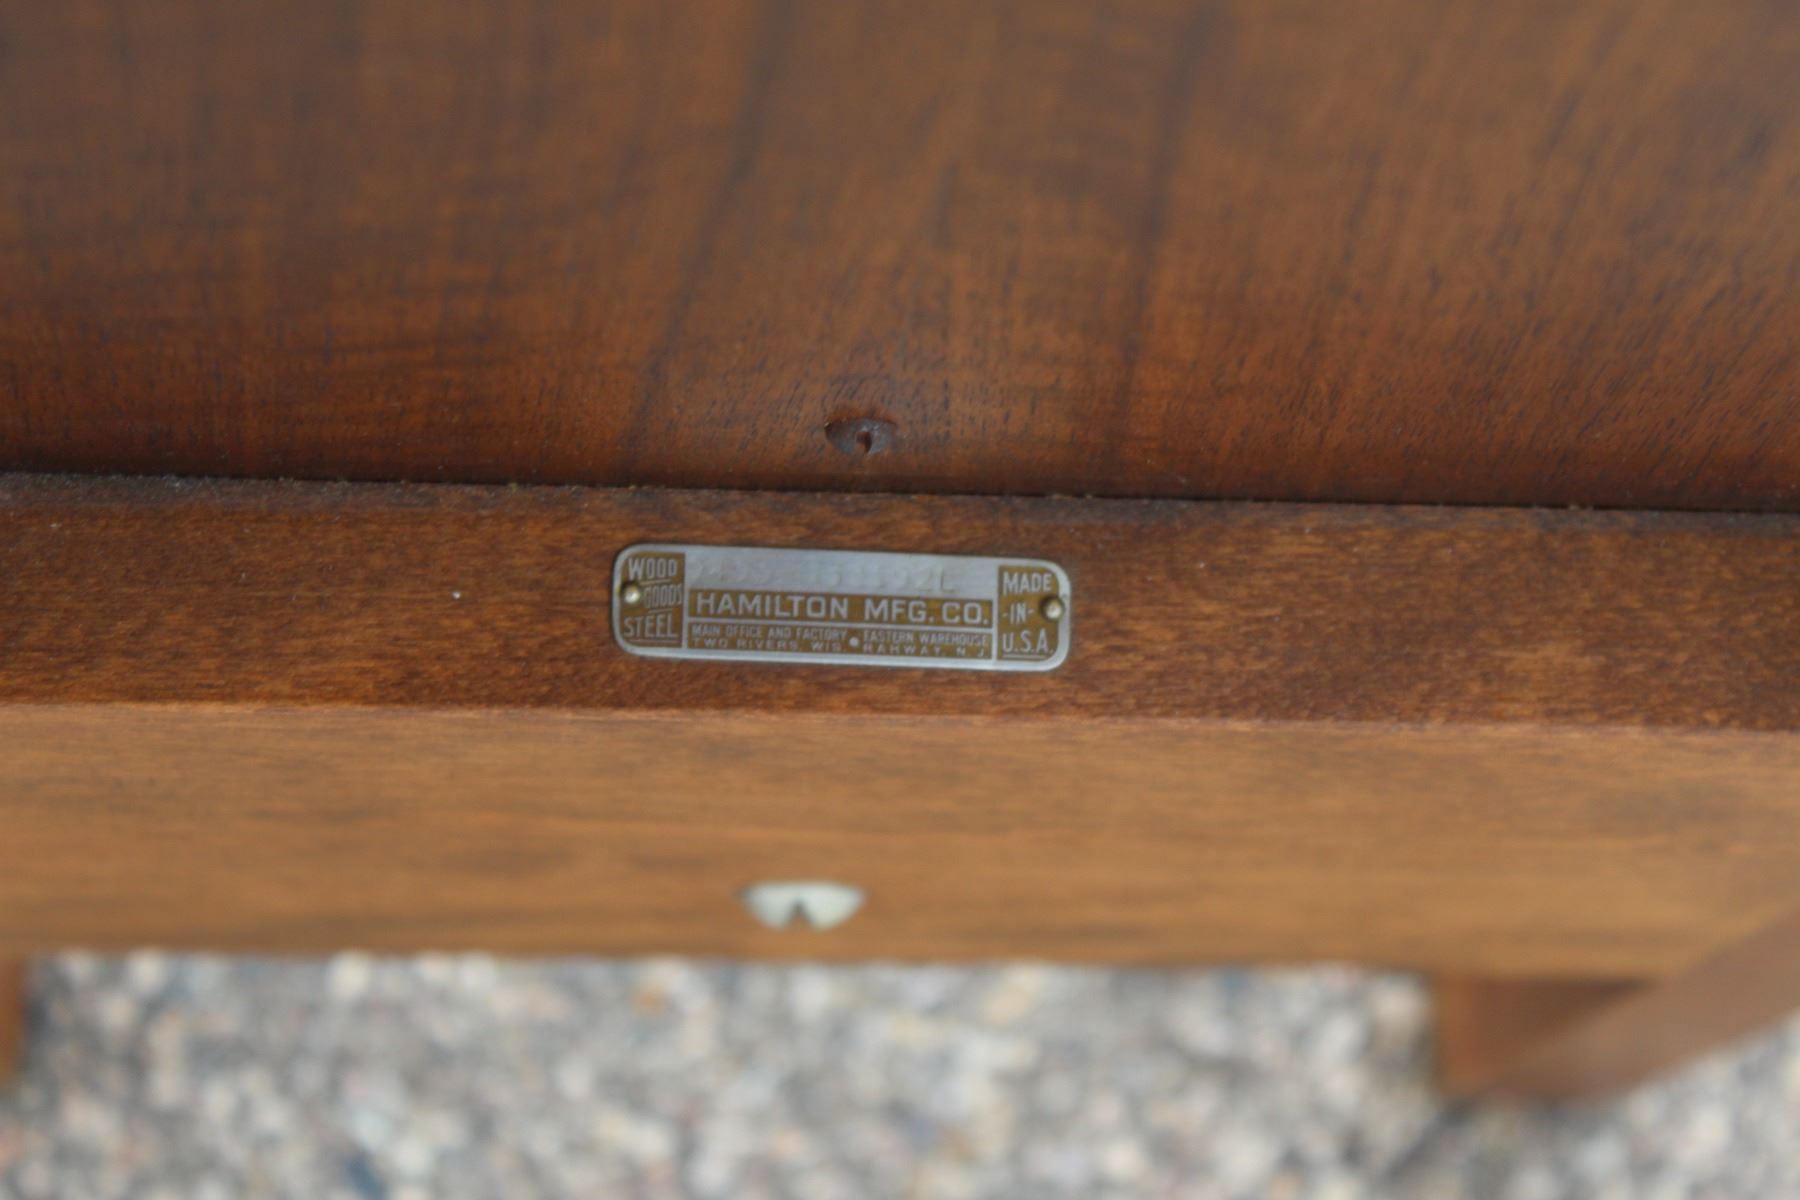 WOOD
GOODS
STEEL
HAMILTON MFG. CO.
MAIN OFFICE AND FACTORY • EASTERN WAREHOUSE
TWO RIVERS, WIS. RAHWAY, N. J.
MADE
-IN-
U.S.A.